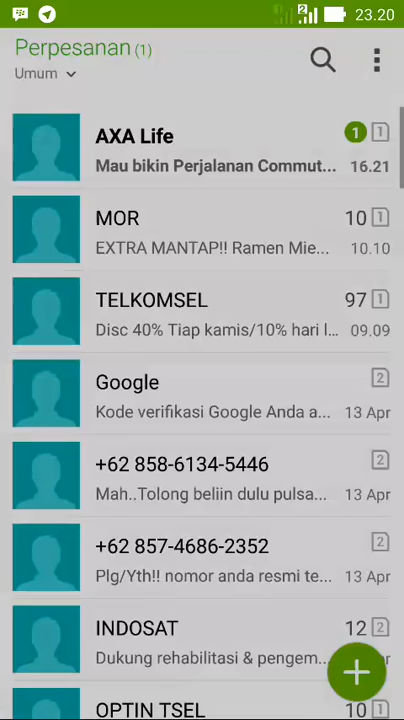 23.20
Perpesanan (1)
Umum
AXA Life 1 1
Mau bikin Perjalanan Commut... 16.21
MOR 10 1
EXTRA MANTAP!! Ramen Mie... 10.10
TELKOMSEL 97 1
Disc 40% Tiap kamis/10% hari l... 09.09
Google 2
Kode verifikasi Google Anda a... 13 Apr
+62 858-6134-5446 2
Mah..Tolong beliin dulu pulsa... 13 Apr
+62 857-4686-2352 2
Plg/Yth!! nomor anda resmi te... 13 Apr
INDOSAT 12 2
Dukung rehabilitasi & pengem...
OPTIN TSEL 10 1